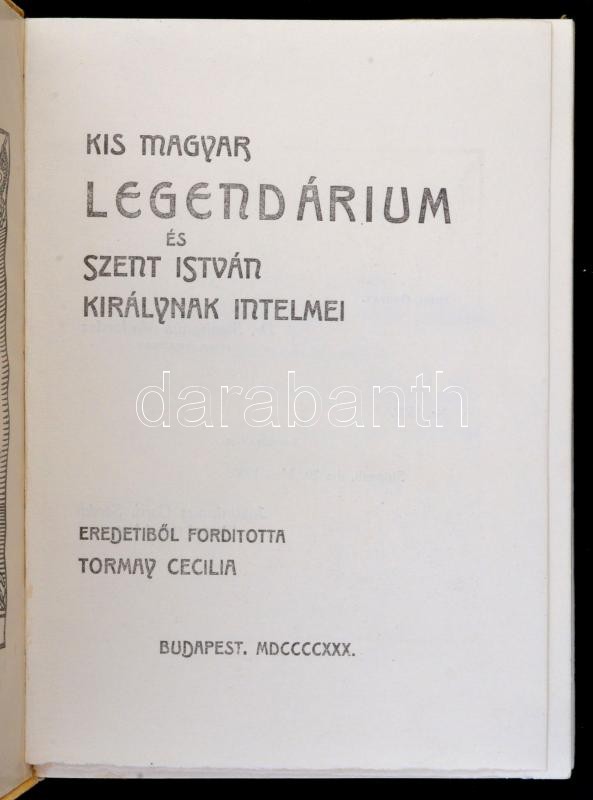 KIS MAGYAR
LEGENDÁRIUM
ÉS
SZENT ISTVÁN
KIRÁLYNAK INTELMEI
darabanth
EREDETIBŐL FORDITOTTA
TORMAY CECILIA
BUDAPEST. MDCCCCXXX.